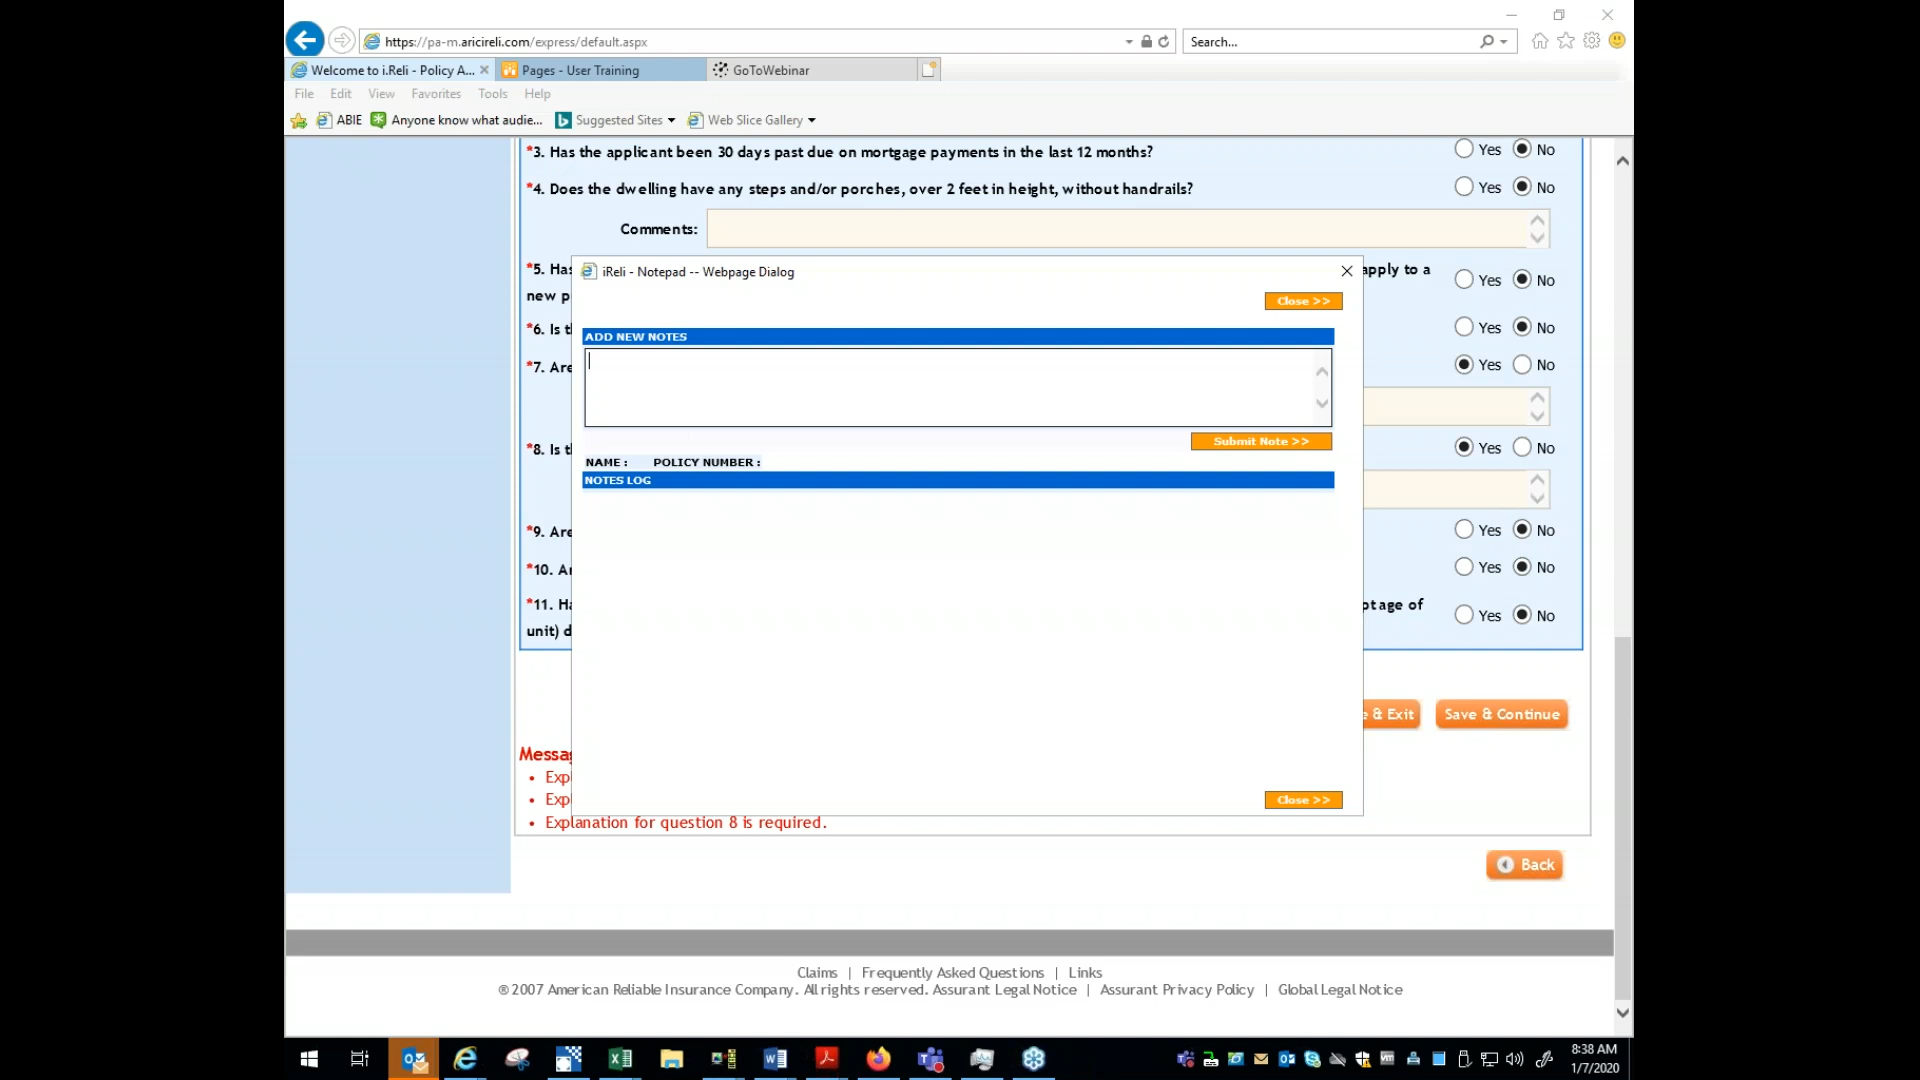 https://pa-m.aricireli.com/express/default.aspx
Search...
Welcome to i.Reli - Policy A...
Pages - User Training
GoToWebinar
File Edit View Favorites Tools Help
ABIE
Anyone know what audie...
Suggested Sites
Web Slice Gallery
*3. Has the applicant been 30 days past due on mortgage payments in the last 12 months? Yes No
*4. Does the dwelling have any steps and/or porches, over 2 feet in height, without handrails? Yes No
Comments:
iReli - Notepad -- Webpage Dialog
Close >>
ADD NEW NOTES
Submit Note >>
NAME : POLICY NUMBER :
NOTES LOG
Close >>
*5. Has apply to a Yes No
new p
*6. Is t Yes No
*7. Are Yes No
*8. Is t Yes No
*9. Are Yes No
*10. Ar Yes No
*11. Ha of Yes No
unit) d
& Exit
Save & Continue
Messa
• Exp
• Exp
• Explanation for question 8 is required.
Back
Claims | Frequently Asked Questions | Links
©2007 American Reliable Insurance Company. All rights reserved. Assurant Legal Notice | Assurant Privacy Policy | Global Legal Notice
8:38 AM
1/7/2020